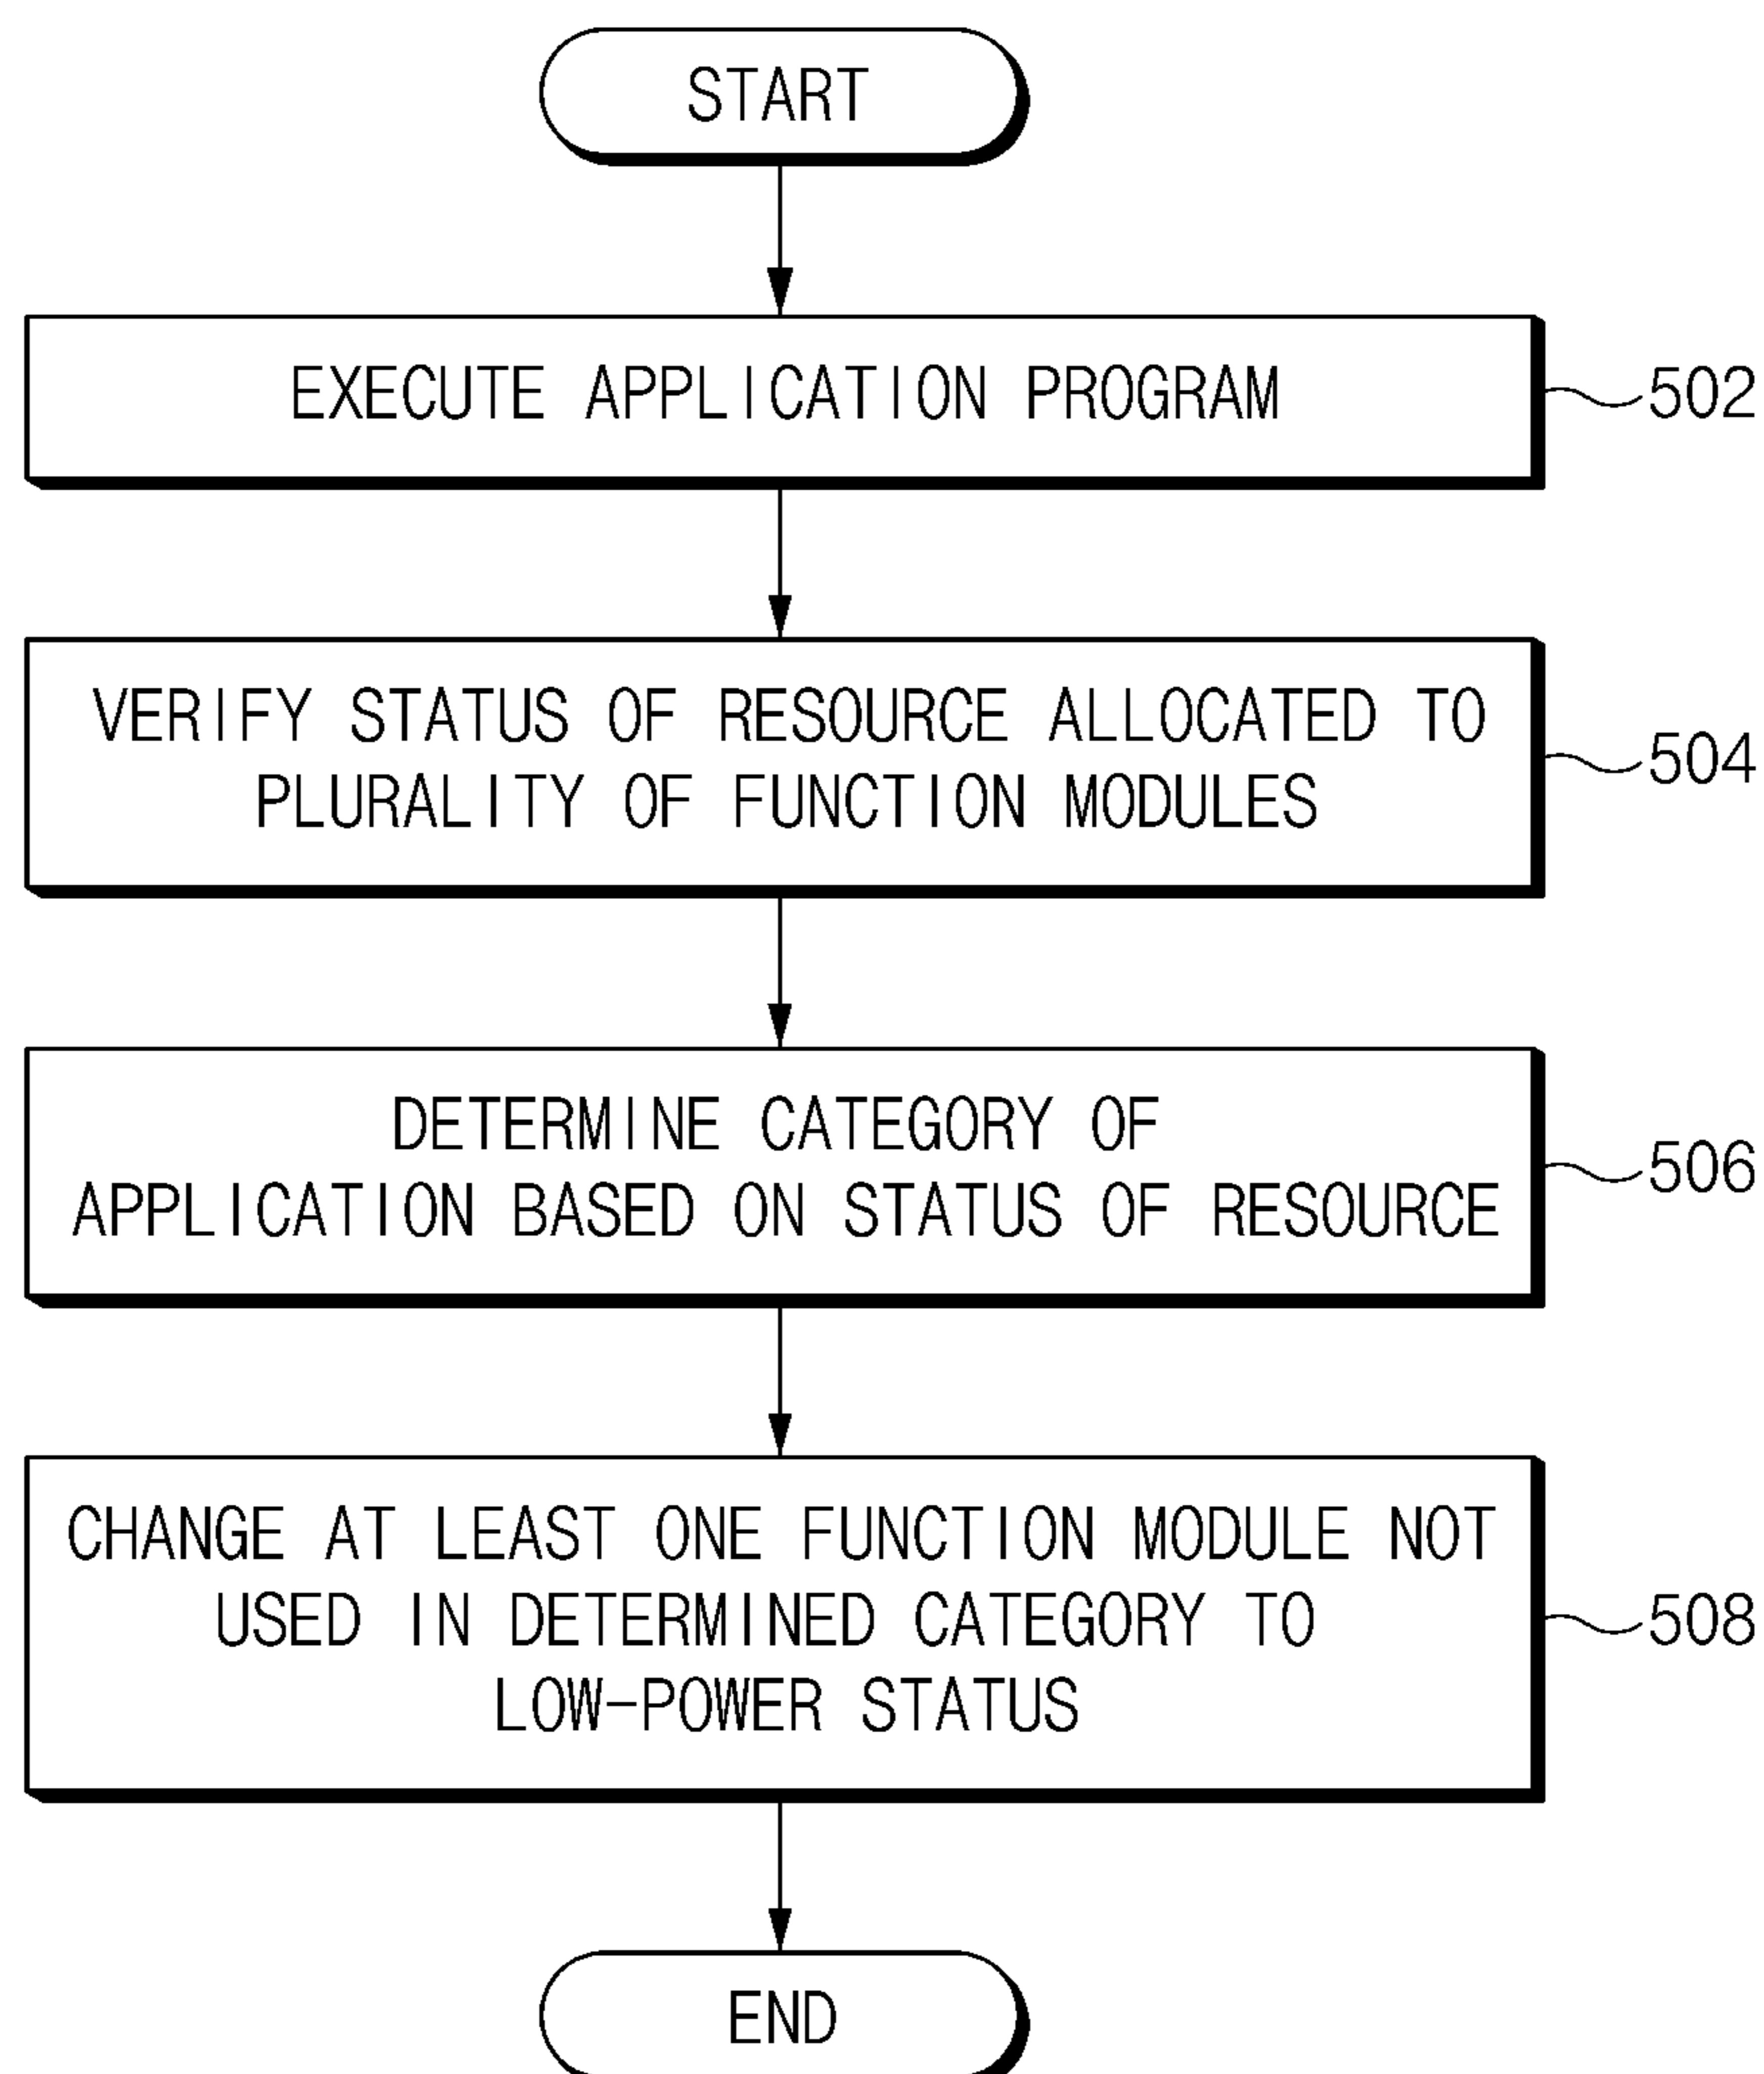 START
EXECUTE APPLICATION PROGRAM
502
VERIFY STATUS OF RESOURCE ALLOCATED TO
PLURALITY OF FUNCTION MODULES
504
DETERMINE CATEGORY OF
APPLICATION BASED ON STATUS OF RESOURCE
506
CHANGE AT LEAST ONE FUNCTION MODULE NOT
USED IN DETERMINED CATEGORY TO
LOW-POWER STATUS
508
END